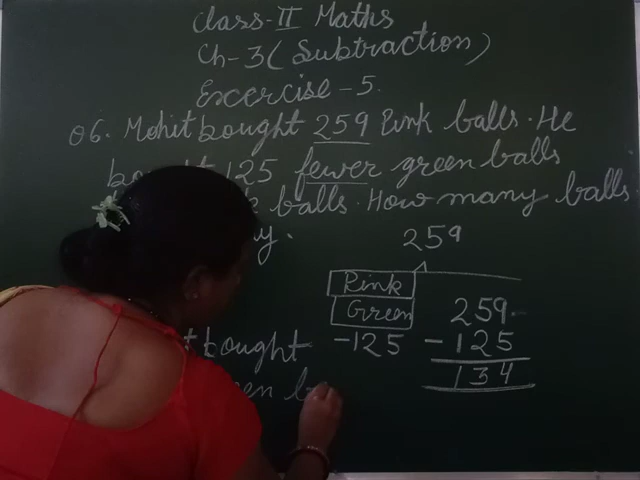 Class-II Maths
Ch-3 (Subtraction)
Excercise-5.
Q6. Mohit bought 259 Pink balls. He
125 fewer green balls
balls. How many balls
259
Pink
Green
259
bought -125 -125
134